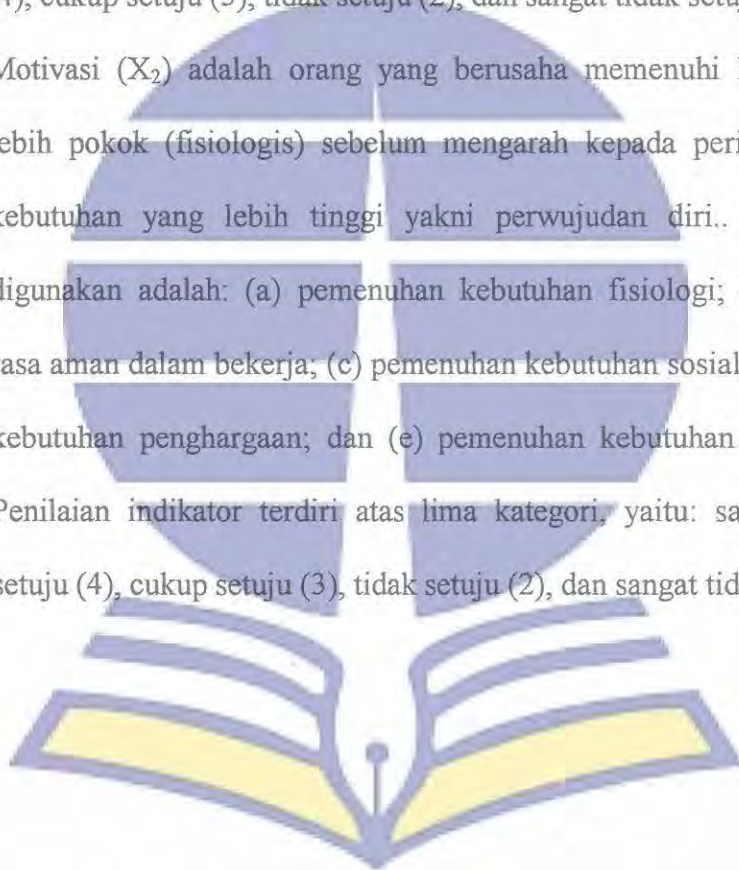 4), cukup setuju (3), tidak setuju (2), dan sangat tidak setu
Motivasi (X₂) adalah orang yang berusaha memenuhi
lebih pokok (fisiologis) sebelum mengarah kepada peri
kebutuhan yang lebih tinggi yakni perwujudan diri..
digunakan adalah: (a) pemenuhan kebutuhan fisiologi;
rasa aman dalam bekerja; (c) pemenuhan kebutuhan sosial
kebutuhan penghargaan; dan (e) pemenuhan kebutuhan
Penilaian indikator terdiri atas lima kategori, yaitu: sa
setuju (4), cukup setuju (3), tidak setuju (2), dan sangat tid